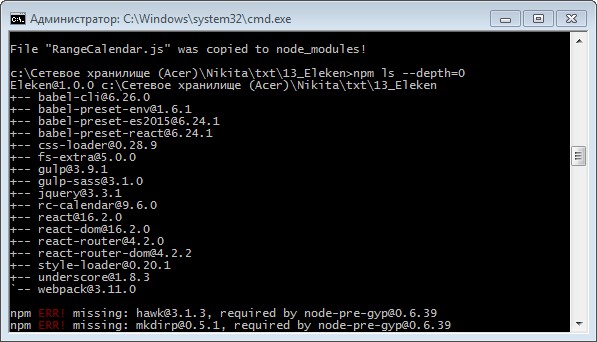 Администратор: C:\Windows\system32\cmd.exe
File "RangeCalendar.js" was copied to node_modules!
c:\Сетевое хранилище (Acer)\Nikita\txt\13_Eleken>npm ls --depth=0
Eleken@1.0.0 c:\Сетевое хранилище (Acer)\Nikita\txt\13_Eleken
+-- babel-cli@6.26.0
+-- babel-preset-env@1.6.1
+-- babel-preset-es2015@6.24.1
+-- babel-preset-react@6.24.1
+-- css-loader@0.28.9
+-- fs-extra@5.0.0
+-- gulp@3.9.1
+-- gulp-sass@3.1.0
+-- jquery@3.3.1
+-- rc-calendar@9.6.0
+-- react@16.2.0
+-- react-dom@16.2.0
+-- react-router@4.2.0
+-- react-router-dom@4.2.2
+-- style-loader@0.20.1
+-- underscore@1.8.3
`-- webpack@3.11.0
npm ERR! missing: hawk@3.1.3, required by node-pre-gyp@0.6.39
npm ERR! missing: mkdirp@0.5.1, required by node-pre-gyp@0.6.39